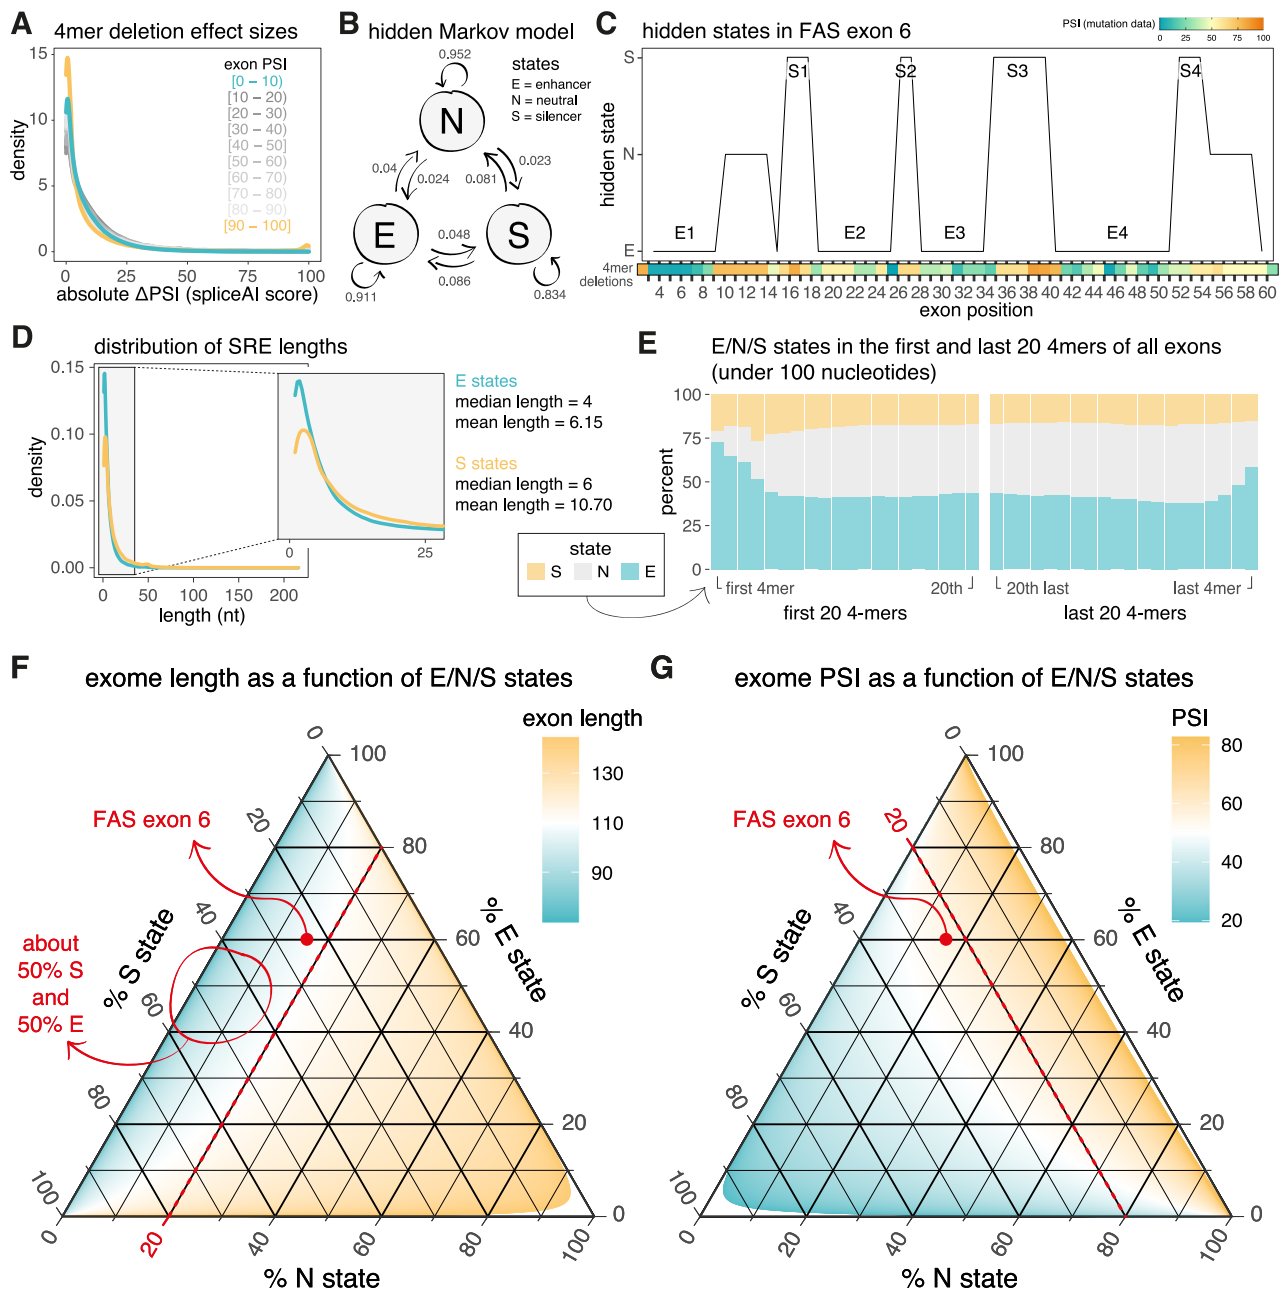 A
4mer deletion effect sizes
15
10
5
0
density
exon PSI
[0 – 10)
[10 – 20)
[20 – 30)
[30 – 40)
[40 – 50]
[50 – 60)
[60 – 70)
[70 – 80)
[80 – 90)
[90 – 100]
0 25 50 75 100
absolute ΔPSI (spliceAI score)
B
hidden Markov model
0.952
states
E = enhancer
N = neutral
S = silencer
N
0.04
0.024
0.023
0.081
E
S
0.048
0.086
0.911
0.834
C
hidden states in FAS exon 6
PSI (mutation data)
0 25 50 75 100
S
N
E
hidden state
S1 S2 S3 S4
E1 E2 E3 E4
4mer
deletions
4 6 8 10 12 14 16 18 20 22 24 26 28 30 32 34 36 38 40 42 44 46 48 50 52 54 56 58 60
exon position
D
distribution of SRE lengths
0.15
0.10
0.05
0.00
density
0 25
0 50 100 150 200
length (nt)
E states
median length = 4
mean length = 6.15
S states
median length = 6
mean length = 10.70
E
E/N/S states in the first and last 20 4mers of all exons
(under 100 nucleotides)
100
75
50
25
0
percent
state
S N E
first 4mer 20th
20th last last 4mer
first 20 4-mers
last 20 4-mers
F
exome length as a function of E/N/S states
exon length
130
110
90
FAS exon 6
about
50% S
and
50% E
% S state
0
20
40
60
80
100
% E state
100
80
60
40
20
0
0 20 40 60 80 100
% N state
G
exome PSI as a function of E/N/S states
PSI
80
60
40
20
FAS exon 6
% S state
0
20
40
60
80
100
% E state
100
80
60
40
20
0
0 20 40 60 80 100
% N state